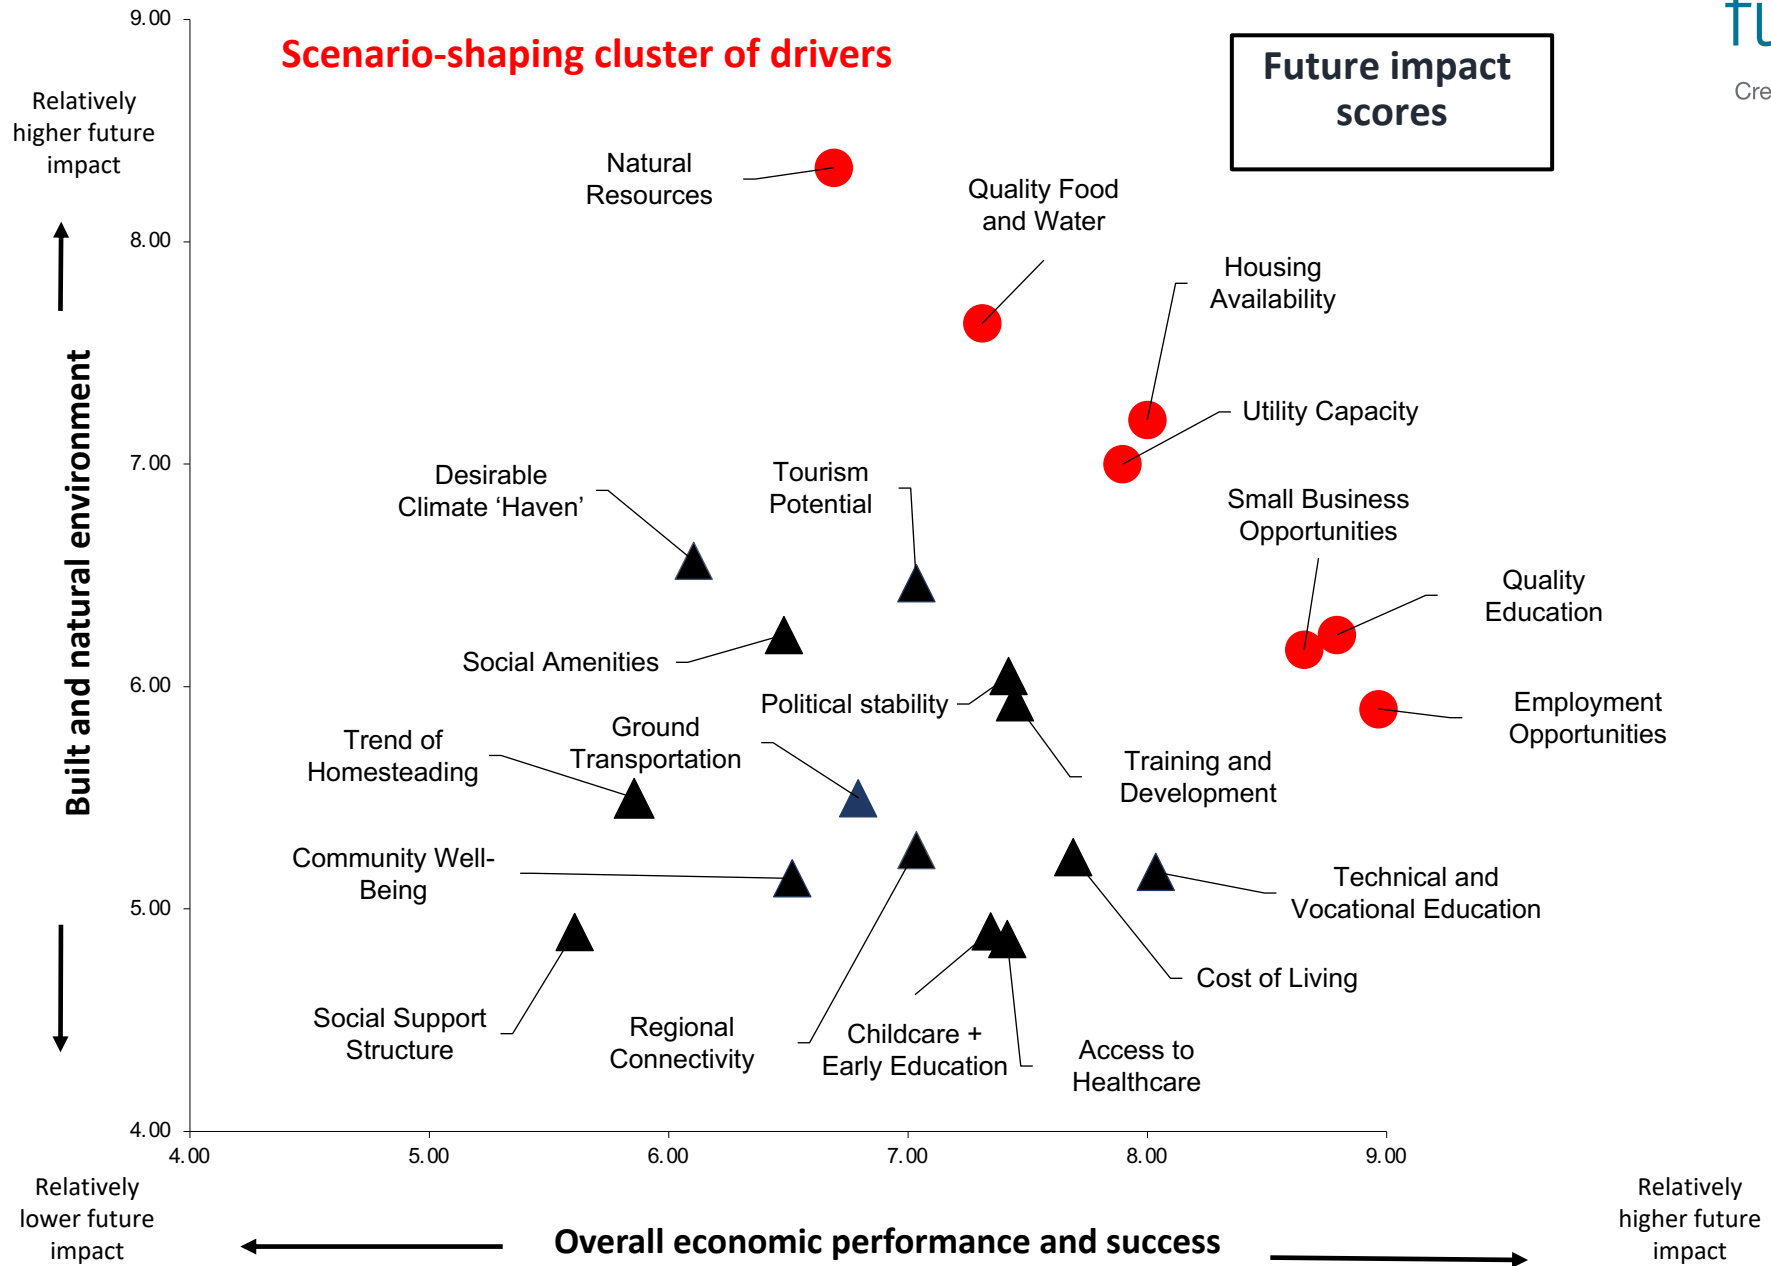 9.00
Scenario-shaping cluster of drivers
Future impact
scores
Relatively
higher future
impact
Natural
Resources
Quality Food
and Water
8.00
Housing
Availability
Built and natural environment
Utility Capacity
7.00
Desirable
Climate ‘Haven’
Tourism
Potential
Small Business
Opportunities
Quality
Education
Social Amenities
6.00
Political stability
Employment
Opportunities
Trend of
Homesteading
Ground
Transportation
Training and
Development
Community Well-
Being
Technical and
Vocational Education
5.00
Cost of Living
Social Support
Structure
Regional
Connectivity
Childcare +
Early Education
Access to
Healthcare
4.00
4.00 5.00 6.00 7.00 8.00 9.00
Relatively
lower future
impact
Overall economic performance and success
Relatively
higher future
impact